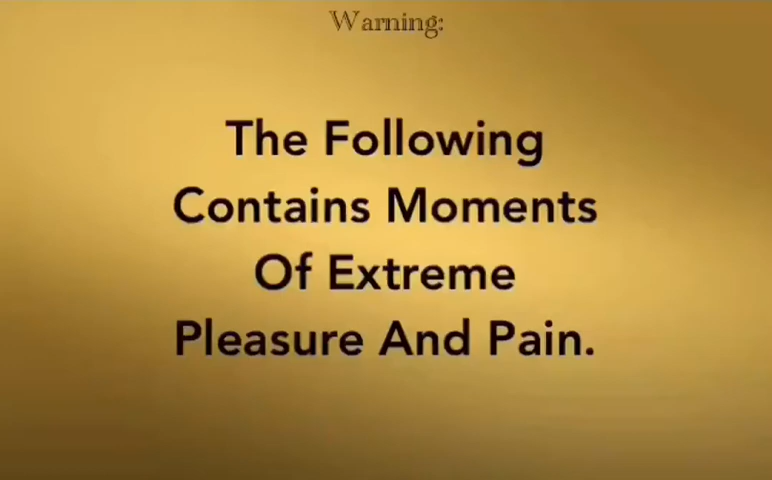 Warning:
The Following
Contains Moments
Of Extreme
Pleasure And Pain.